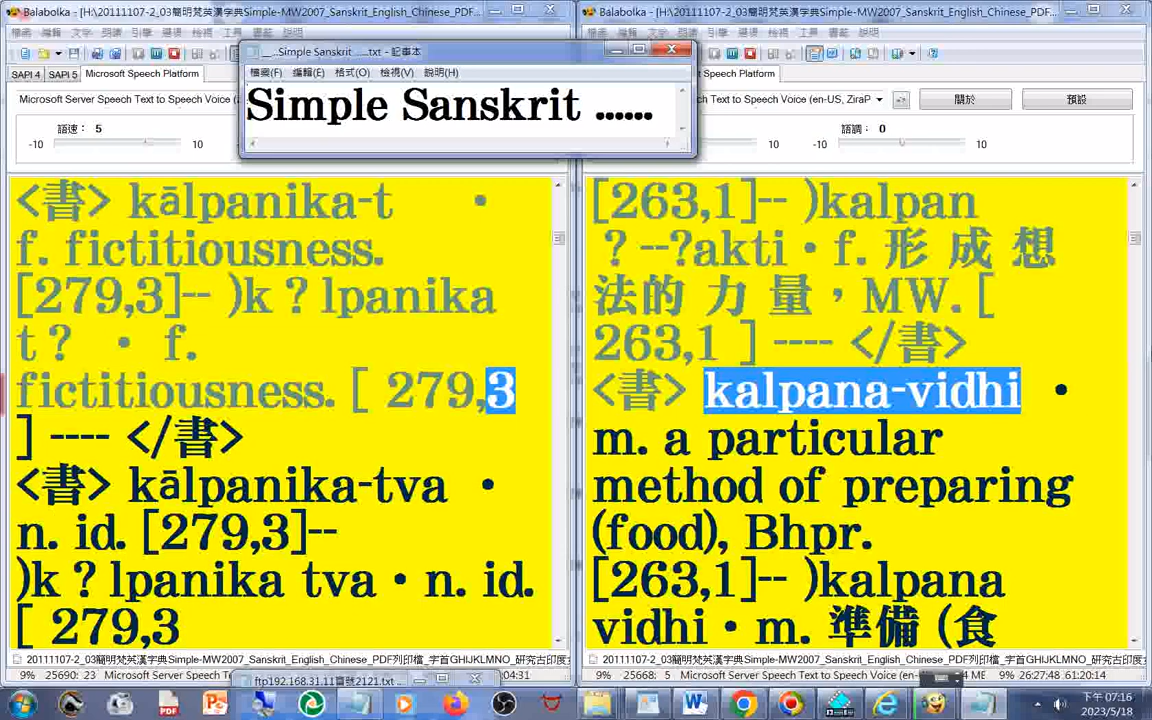 Balabolka - [H:\20111107-2_03簡明梵英漢字典Simple-MW2007_Sanskrit_English_Chinese_PDF...
Balabolka - [H:\20111107-2_03簡明梵英漢字典Simple-MW2007_Sanskrit_English_Chinese_PDF...
__...Simple Sanskrit ......txt - 記事本
檔案(F) 編輯(E) 格式(O) 檢視(V) 說明(H)
Simple Sanskrit ......
SAPI 4 SAPI 5 Microsoft Speech Platform
t Speech Platform
Microsoft Server Speech Text to Speech Voice (
ch Text to Speech Voice (en-US, ZiraP
關於
預設
語速： 5
-10 10
10
語調： 0
-10 10
<書> kālpanika-t •
f. fictitiousness.
[279,3]-- )k ? lpanika
t ? • f.
fictitiousness. [ 279,3
] ---- </書>
<書> kālpanika-tva •
n. id. [279,3]--
)k ? lpanika tva • n. id.
[ 279,3
[263,1]-- )kalpan
? --?akti • f. 形 成 想
法的 力 量，MW. [
263,1 ] ---- </書>
<書> kalpana-vidhi •
m. a particular
method of preparing
(food), Bhpr.
[263,1]-- )kalpana
vidhi • m. 準備 (食
20111107-2_03簡明梵英漢字典Simple-MW2007_Sanskrit_English_Chinese_PDF列印檔_字首GHIJKLMNO_研究古印度
20111107-2_03簡明梵英漢字典Simple-MW2007_Sanskrit_English_Chinese_PDF列印檔_字首GHIJKLMNO_研究古印度
9% 25690: 23 Microsoft Server Speech Te
:04:31
9% 25668: 5 Microsoft Server Speech Text to Speech Voice (en-
4 ME 26:27:48 61:20:14
下午 07:16
2023/5/18